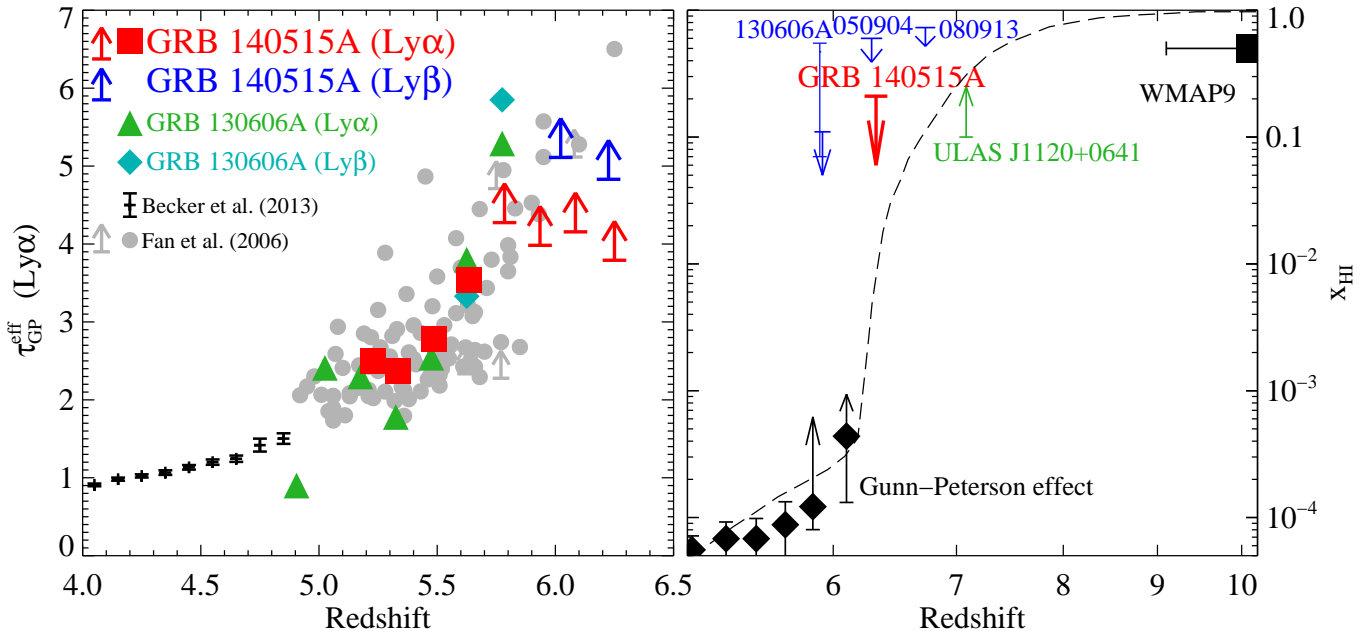 7
6
5
4
3
2
1
0
τ_GP^eff (Lyα)
GRB 140515A (Lyα)
GRB 140515A (Lyβ)
GRB 130606A (Lyα)
GRB 130606A (Lyβ)
Becker et al. (2013)
Fan et al. (2006)
4.0 4.5 5.0 5.5 6.0 6.5
Redshift
130606A 050904 080913
GRB 140515A
WMAP9
ULAS J1120+0641
Gunn−Peterson effect
1.0
0.1
10^−2
10^−3
10^−4
x_HI
6 7 8 9 10
Redshift